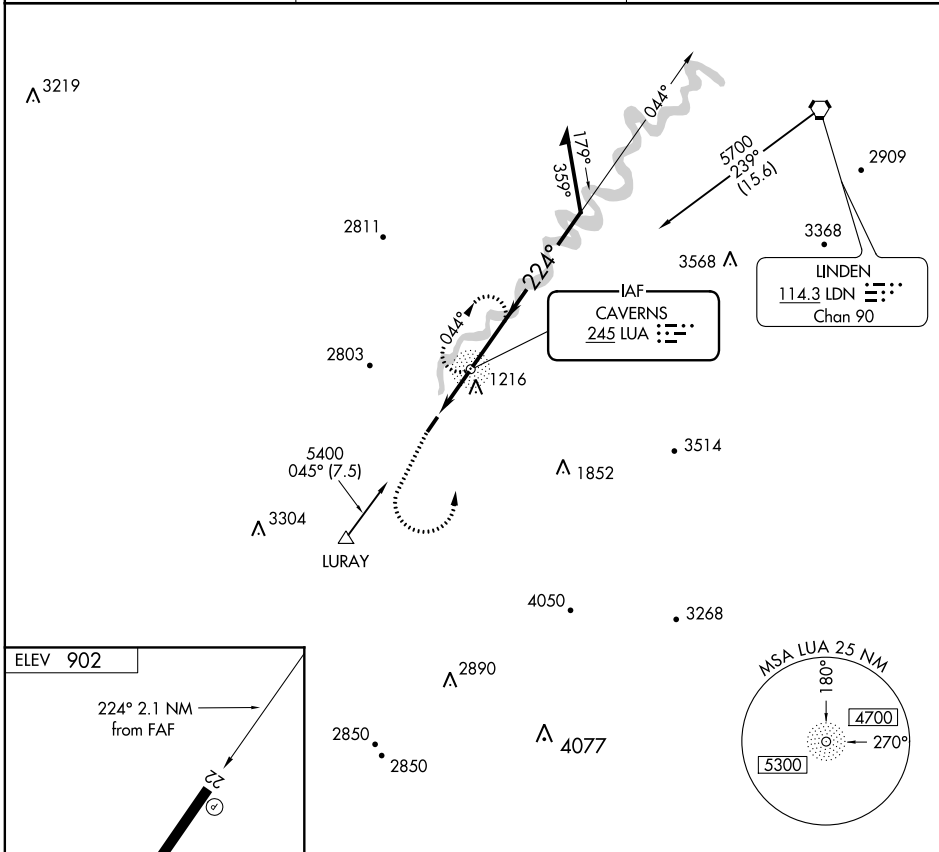 3219
044°
179°
359°
5700
239°
(15.6)
2909
2811
224°
3568
3368
LINDEN
114.3 LDN
Chan 90
IAF
CAVERNS
245 LUA
044°
2803
1216
5400
045° (7.5)
3514
1852
3304
LURAY
4050
3268
ELEV 902
224° 2.1 NM
from FAF
22
P
2890
2850
2850
4077
MSA LUA 25 NM
180°
4700
270°
5300